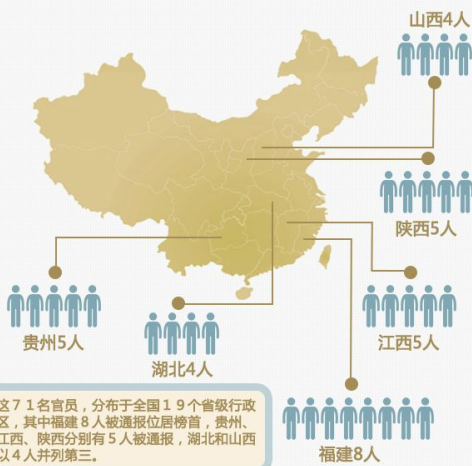 山西4人
陕西5人
贵州5人
江西5人
湖北4人
福建8人
这71名官员，分布于全国19个省级行政
区，其中福建8人被通报位居榜首，贵州、
江西、陕西分别有5人被通报，湖北和山西
以4人并列第三。